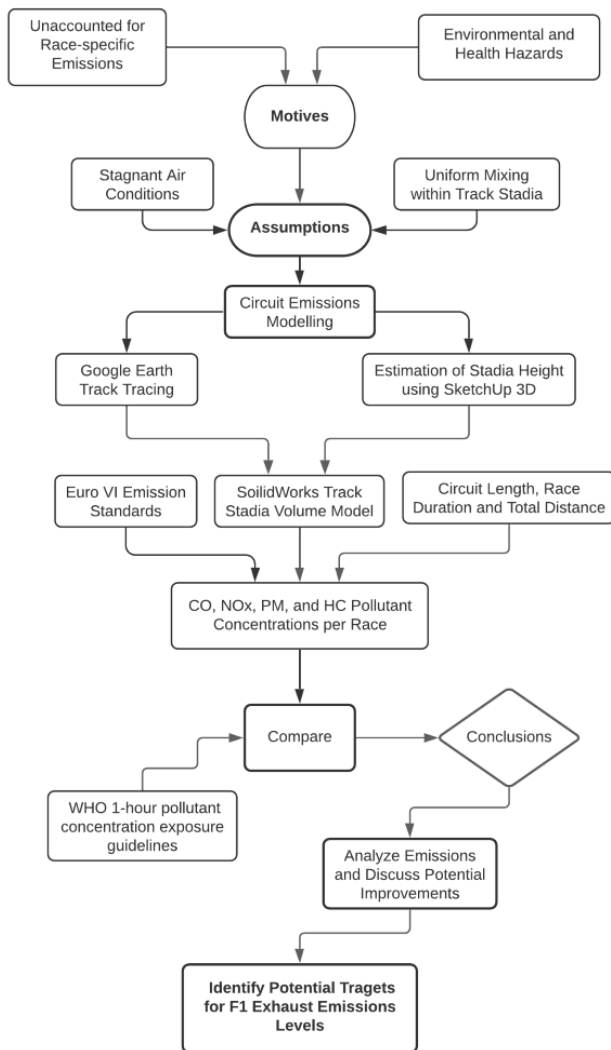 Unaccounted for
Race-specific
Emissions
Environmental and
Health Hazards
Motives
Stagnant Air
Conditions
Uniform Mixing
within Track Stadia
Assumptions
Circuit Emissions
Modelling
Google Earth
Track Tracing
Estimation of Stadia Height
using SketchUp 3D
Euro VI Emission
Standards
SoilidWorks Track
Stadia Volume Model
Circuit Length, Race
Duration and Total Distance
CO, NOx, PM, and HC Pollutant
Concentrations per Race
Compare
Conclusions
WHO 1-hour pollutant
concentration exposure
guidelines
Analyze Emissions
and Discuss Potential
Improvements
Identify Potential Tragets
for F1 Exhaust Emissions
Levels